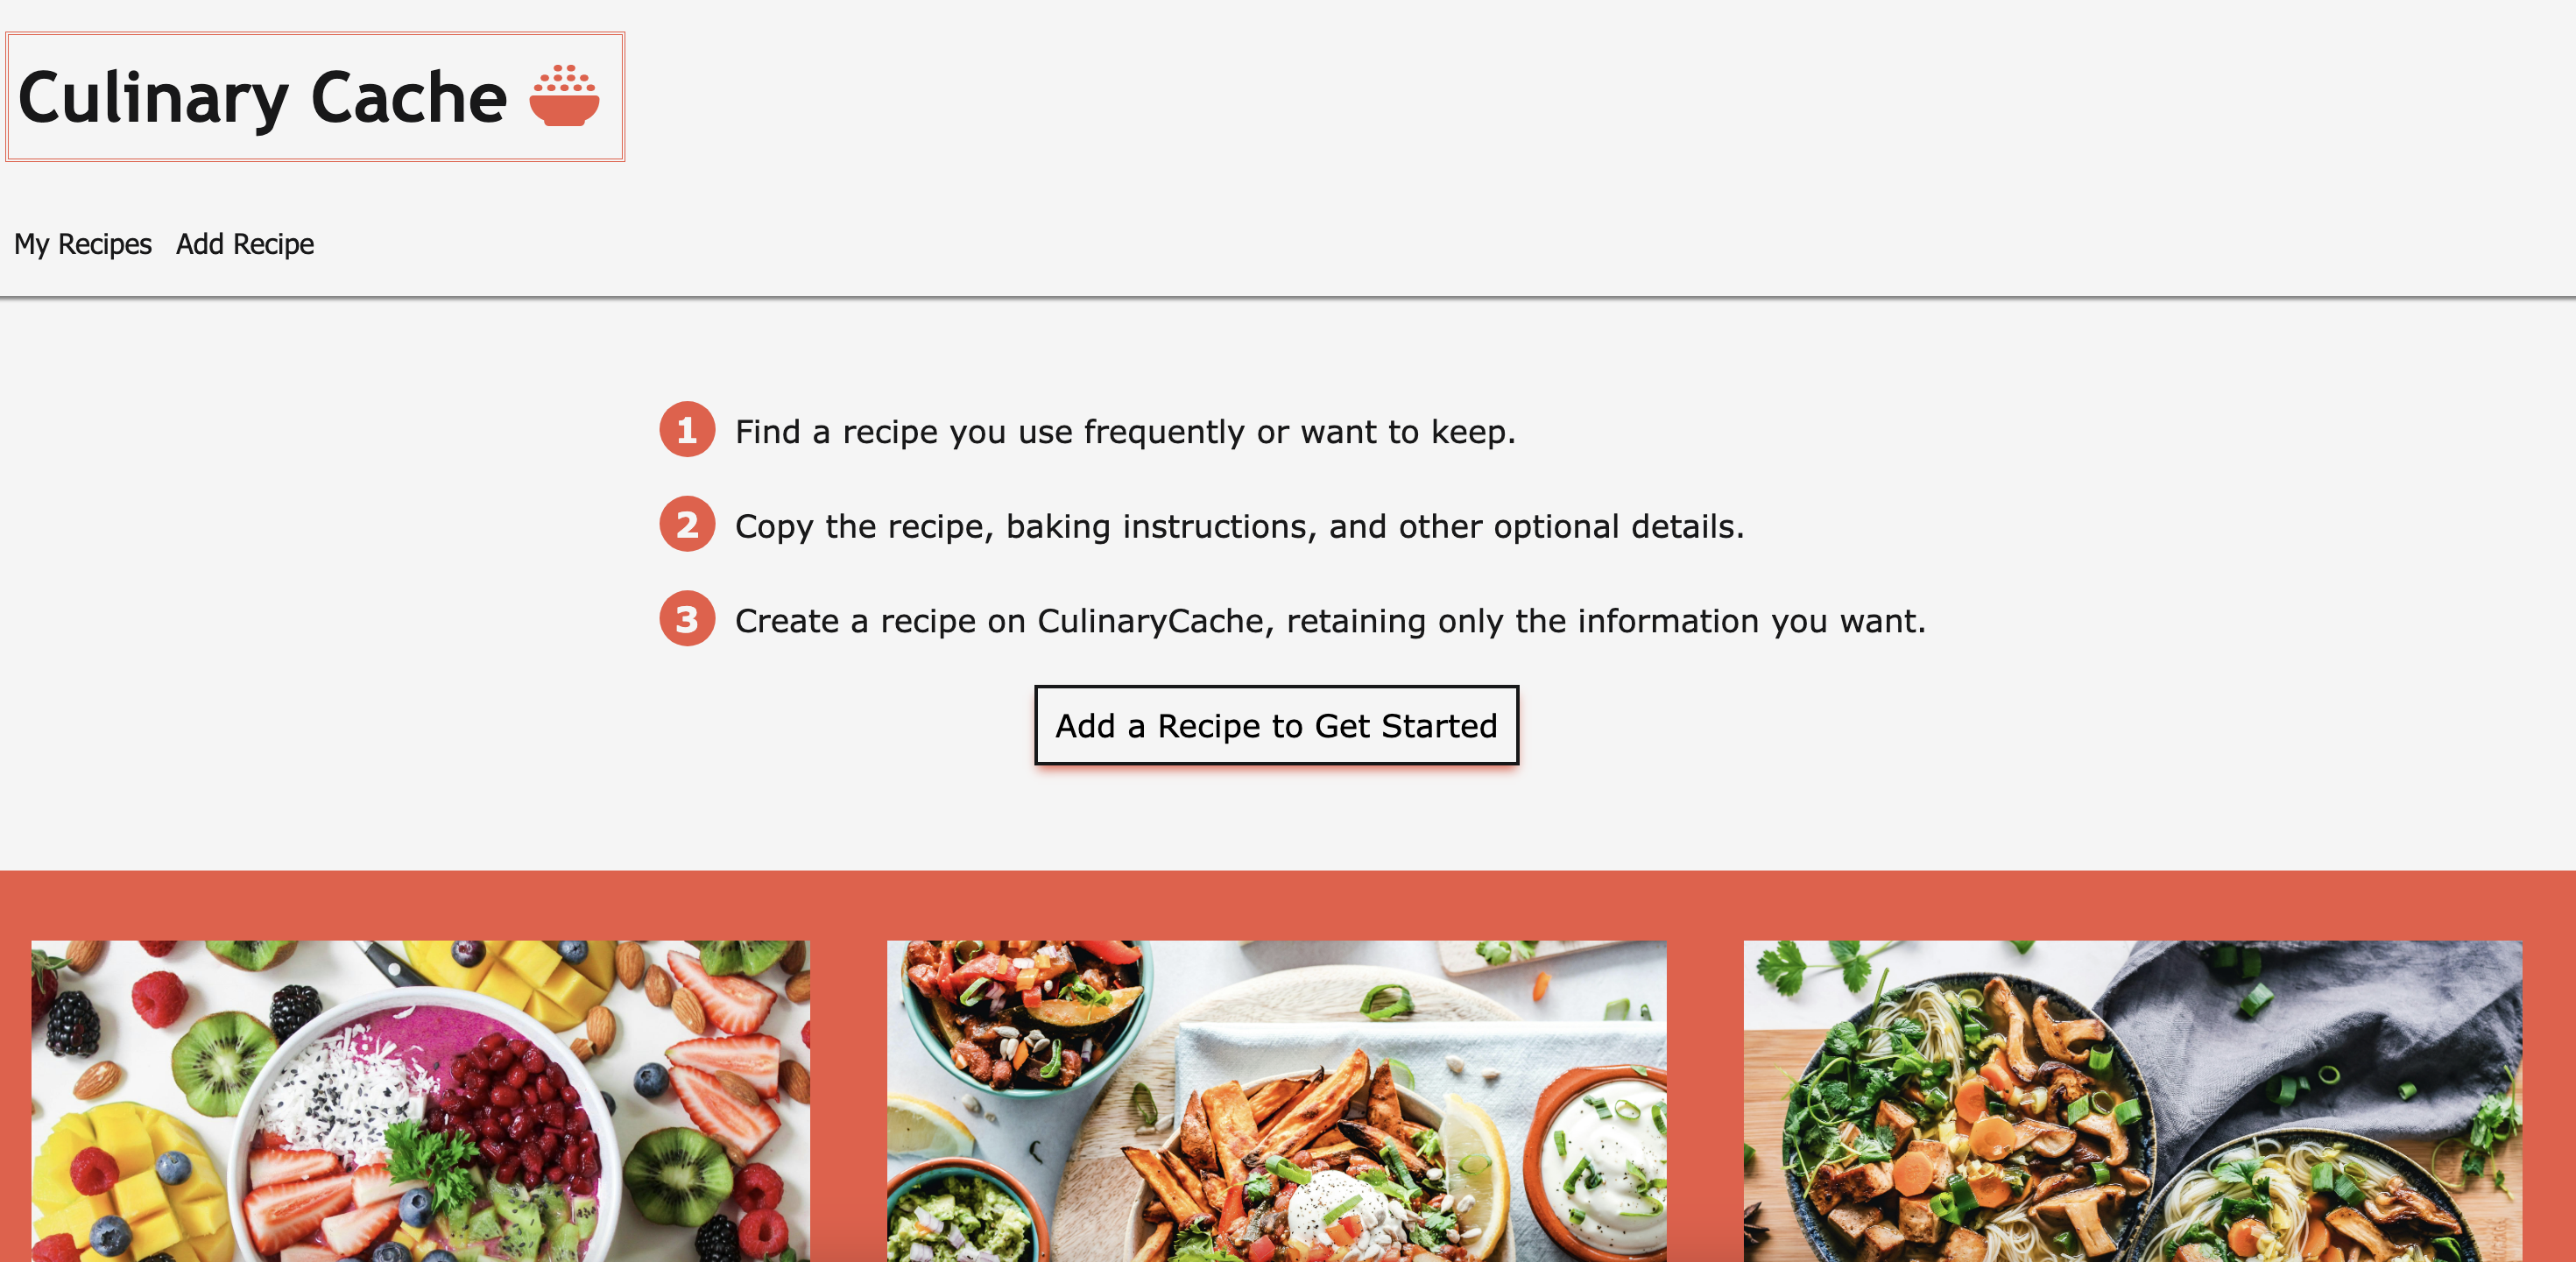 Culinary Cache
My Recipes Add Recipe
1 Find a recipe you use frequently or want to keep.
2 Copy the recipe, baking instructions, and other optional details.
3 Create a recipe on CulinaryCache, retaining only the information you want.
Add a Recipe to Get Started